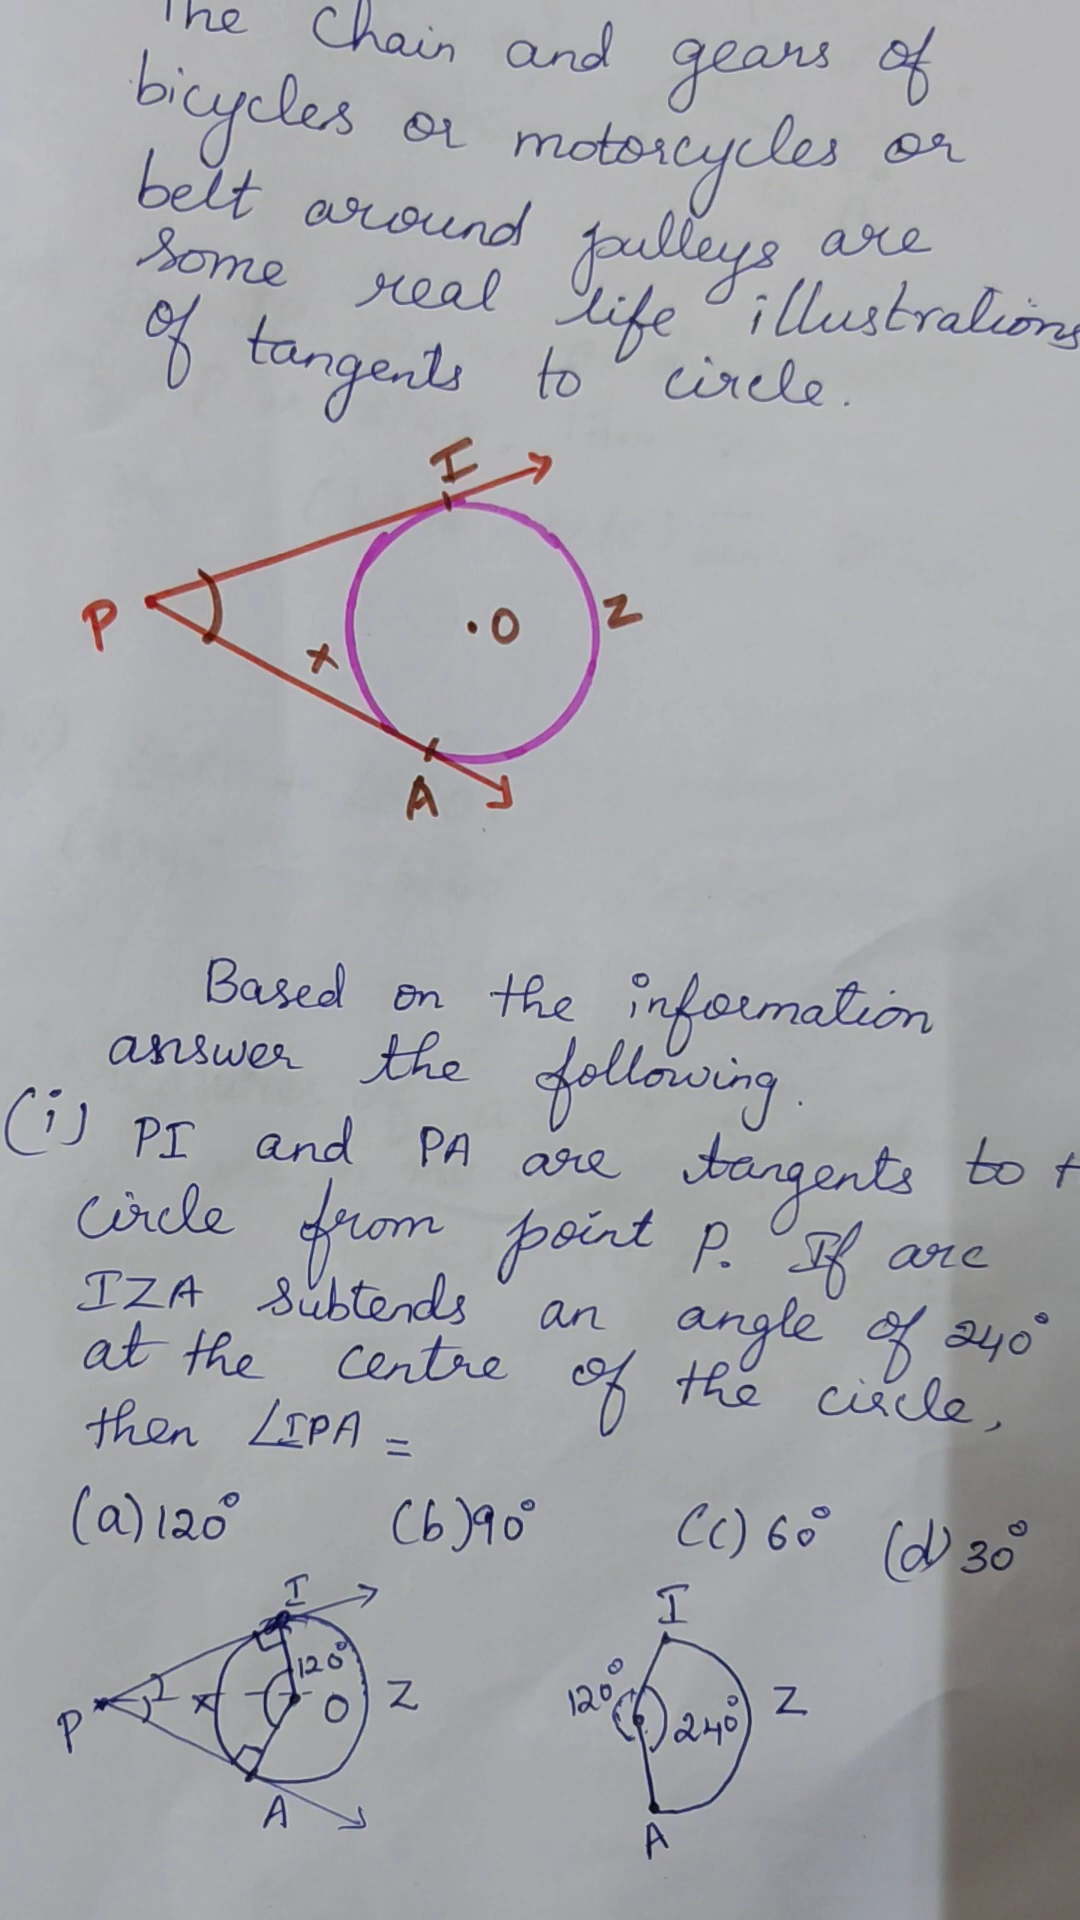 The Chain and gears of
bicycles or motorcycles or
belt around pulleys are
some real life illustrations
of tangents to circle.
I
P
O
Z
X
A
Based on the information
answer the following.
(i) PI and PA are tangents to
circle from point P. If arc
IZA subtends an angle of 240°
at the centre of the circle,
then ∠IPA =
(a) 120° (b) 90° (c) 60° (d) 30°
I
120°
P
X
O
Z
A
I
120°
240°
Z
A